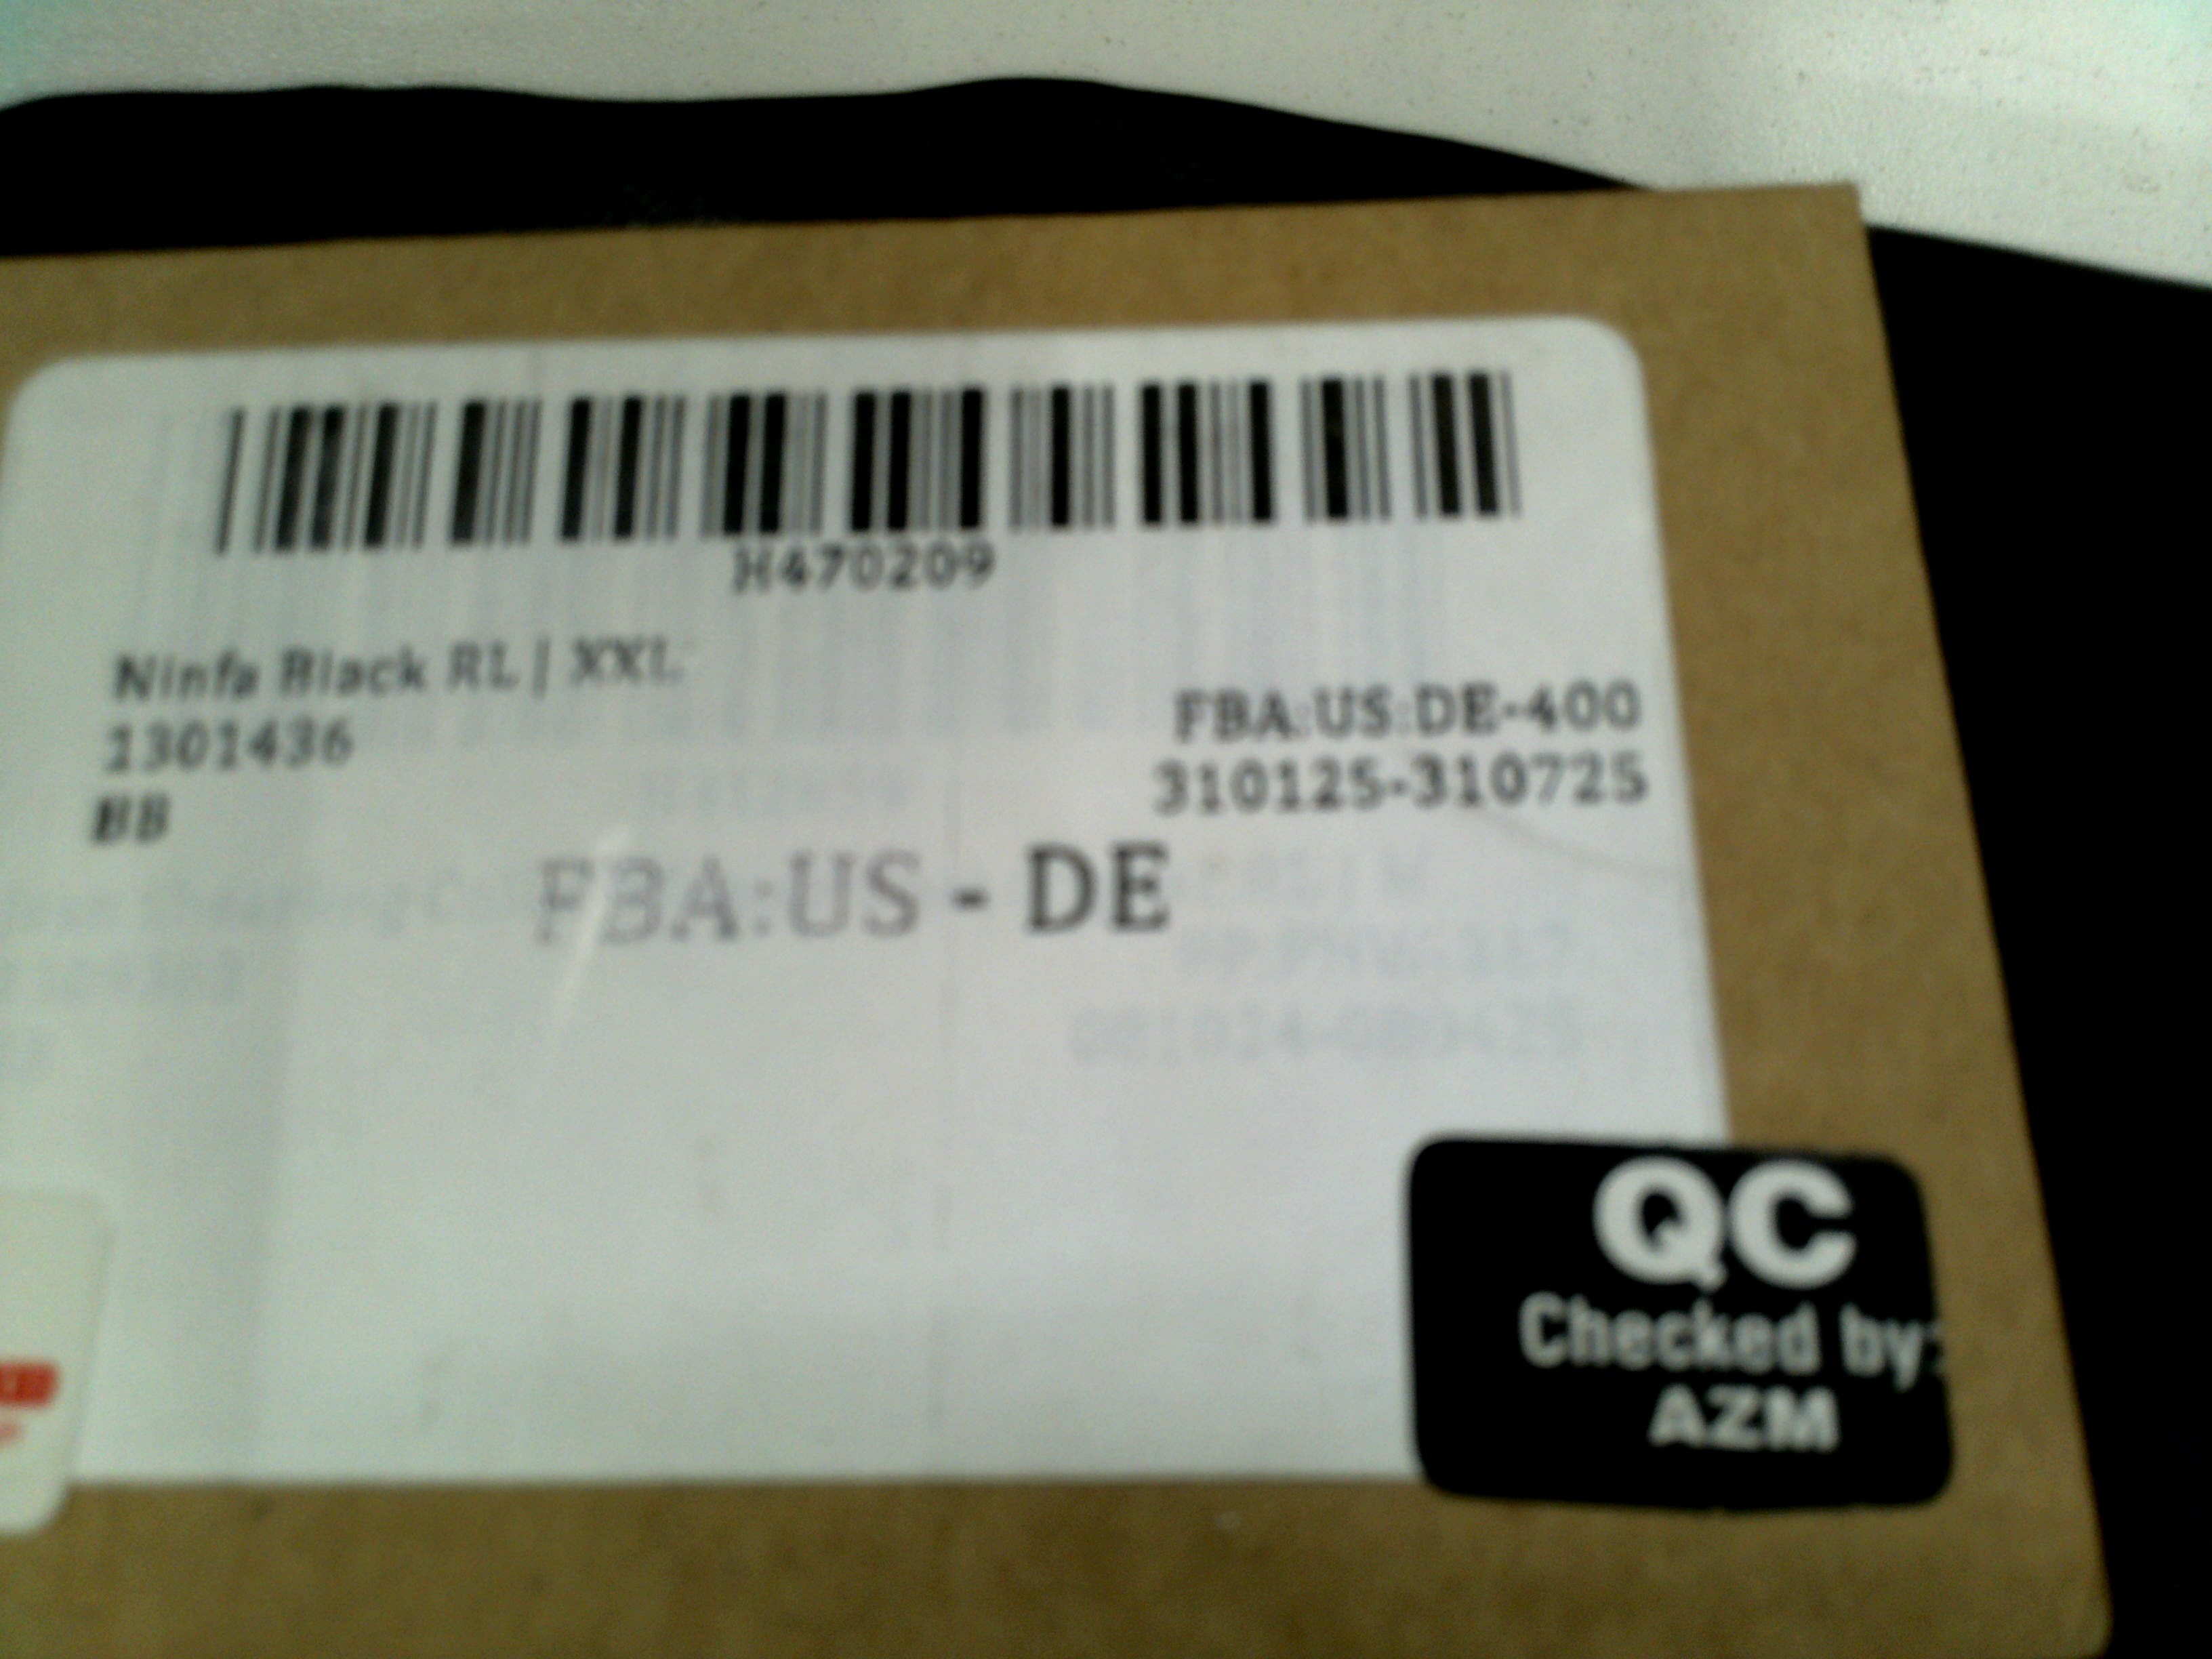 H470209
Ninfa Black RL | XXL
1301436
BB
FBA:US:DE-400
310125-310725
FBA:US - DE
QC
Checked by:
AZM